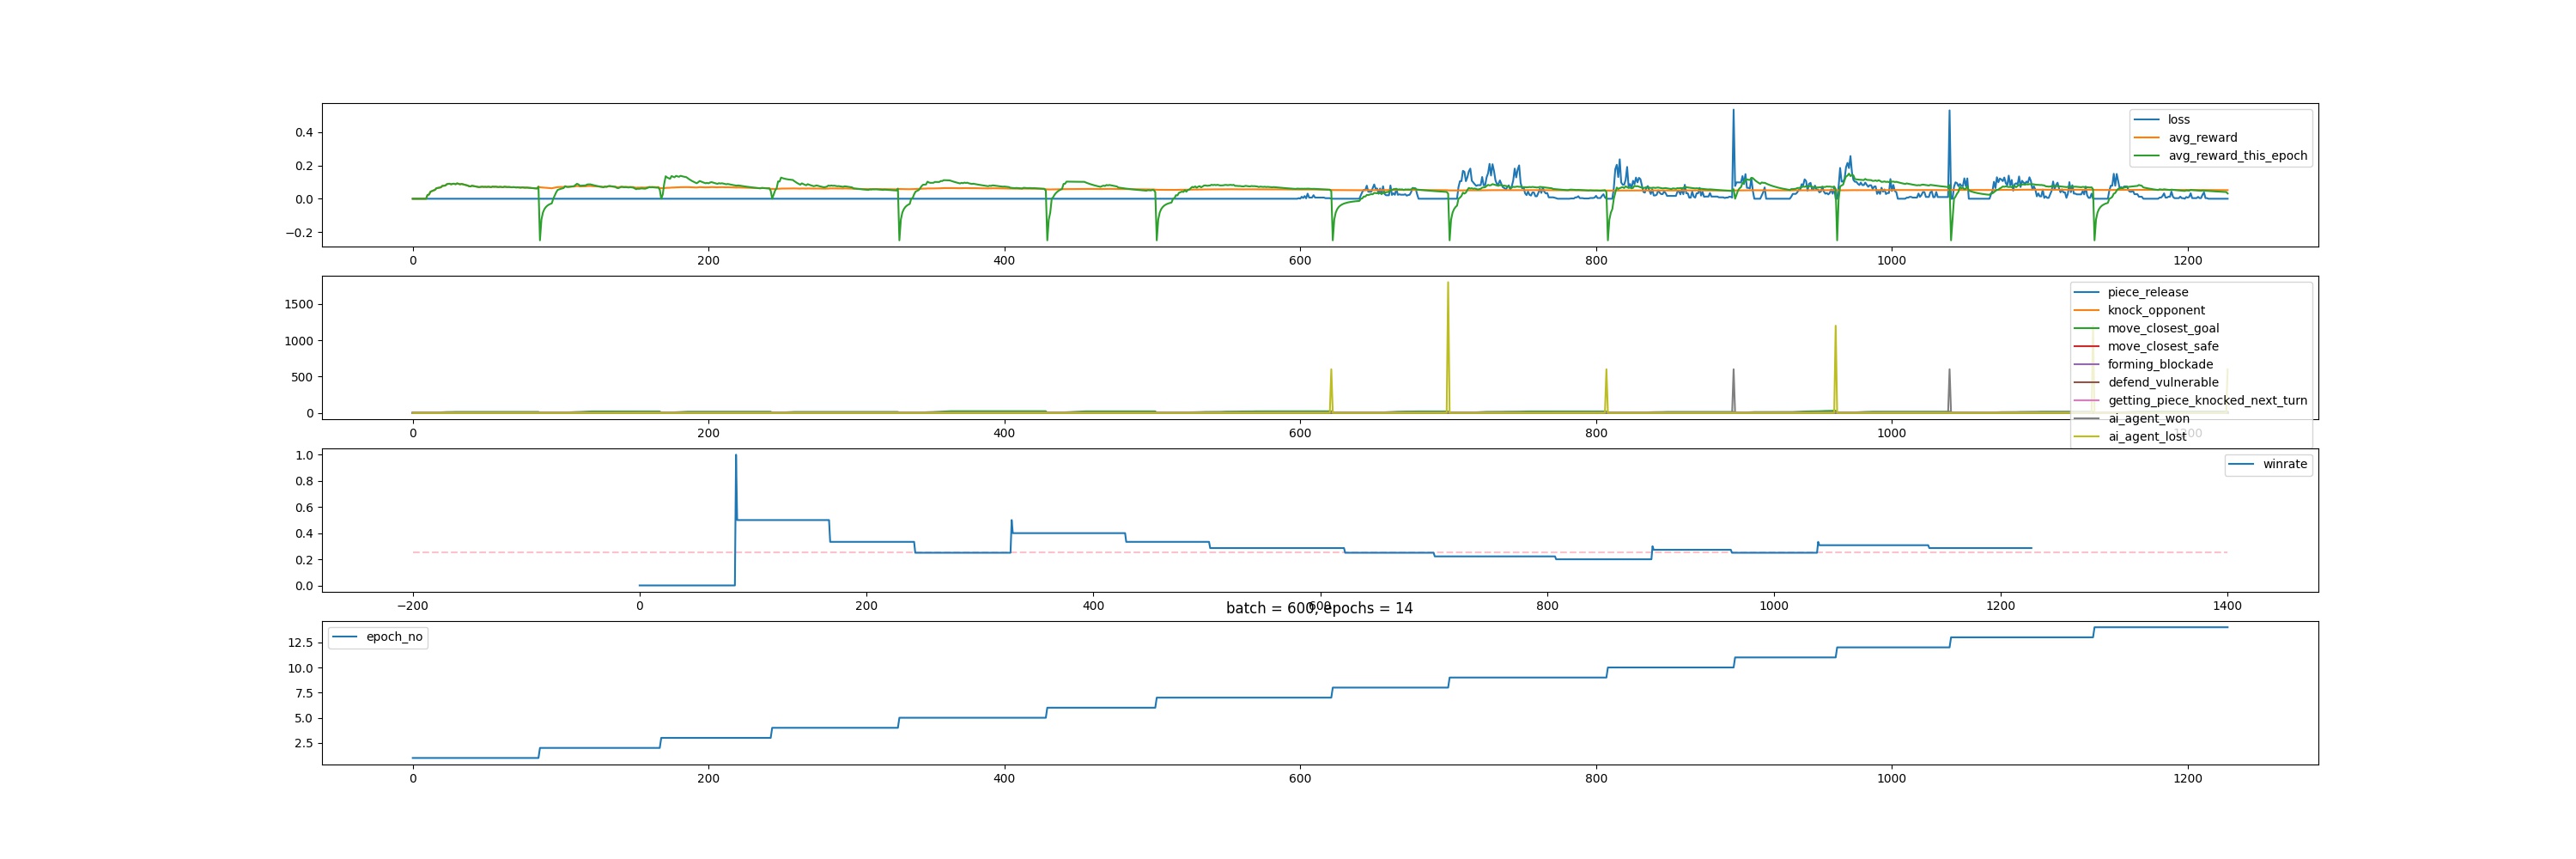 0.4
0.2
0.0
−0.2
loss
avg_reward
avg_reward_this_epoch
0 200 400 600 800 1000 1200
1500
1000
500
0
piece_release
knock_opponent
move_closest_goal
move_closest_safe
forming_blockade
defend_vulnerable
getting_piece_knocked_next_turn
ai_agent_won
ai_agent_lost
0 200 400 600 800 1000 1200
1.0
0.8
0.6
0.4
0.2
0.0
winrate
−200 0 200 400 600 800 1000 1200 1400
batch = 600, epochs = 14
12.5
10.0
7.5
5.0
2.5
epoch_no
0 200 400 600 800 1000 1200